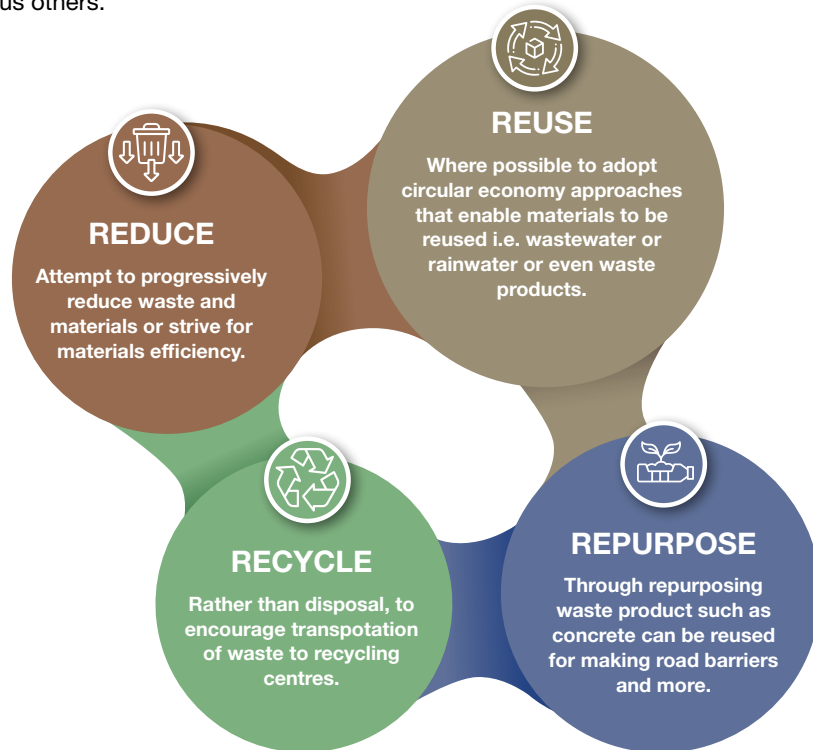 us others.
REDUCE
Attempt to progressively
reduce waste and
materials or strive for
materials efficiency.
REUSE
Where possible to adopt
circular economy approaches
that enable materials to be
reused i.e. wastewater or
rainwater or even waste
products.
RECYCLE
Rather than disposal, to
encourage transpotation
of waste to recycling
centres.
REPURPOSE
Through repurposing
waste product such as
concrete can be reused
for making road barriers
and more.